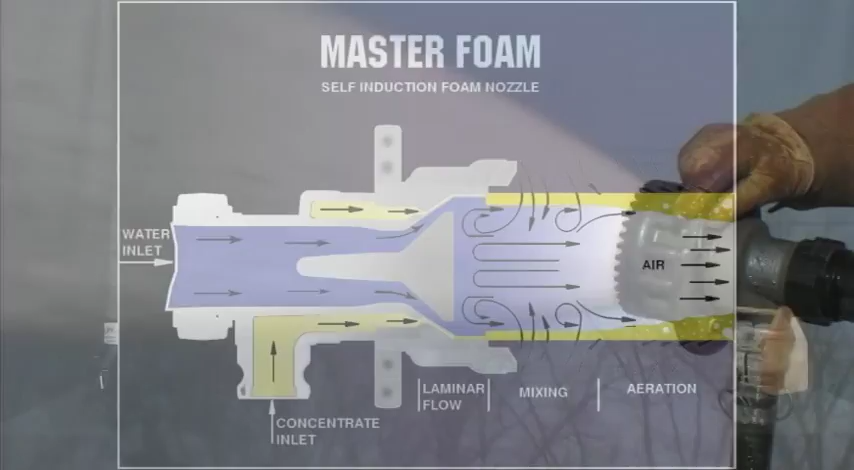 MASTER FOAM
SELF INDUCTION FOAM NOZZLE
WATER
INLET
AIR
LAMINAR
FLOW
MIXING
AERATION
CONCENTRATE
INLET